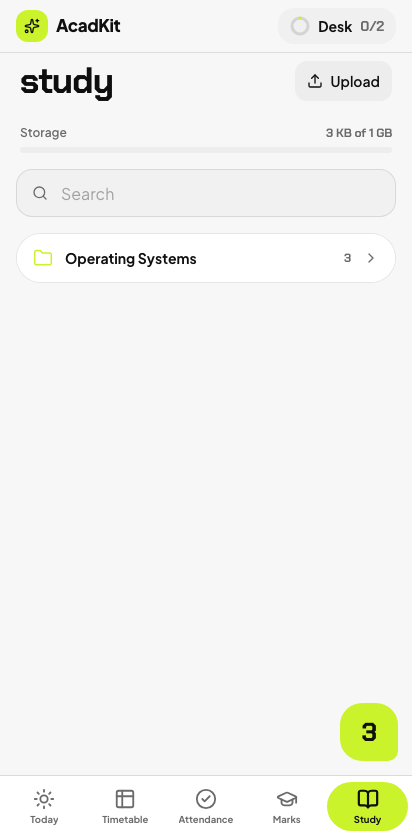 AcadKit
Desk 0/2
study
Upload
Storage
3 KB of 1 GB
Search
Operating Systems
3
3
Today
Timetable
Attendance
Marks
Study